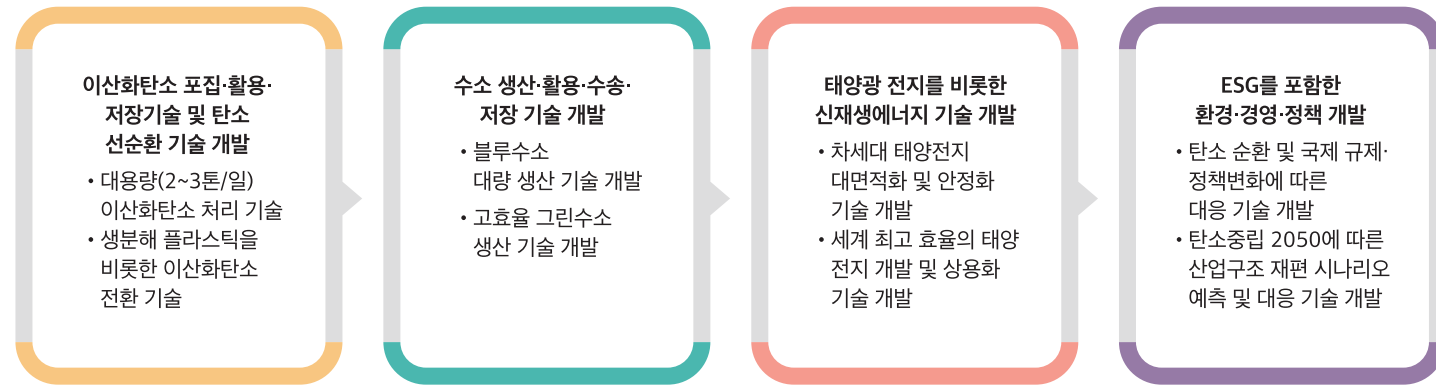 이산화탄소 포집·활용·
저장기술 및 탄소
선순환 기술 개발
• 대용량(2~3톤/일)
이산화탄소 처리 기술
• 생분해 플라스틱을
비롯한 이산화탄소
전환 기술
수소 생산·활용·수송·
저장 기술 개발
• 블루수소
대량 생산 기술 개발
• 고효율 그린수소
생산 기술 개발
태양광 전지를 비롯한
신재생에너지 기술 개발
• 차세대 태양전지
대면적화 및 안정화
기술 개발
• 세계 최고 효율의 태양
전지 개발 및 상용화
기술 개발
ESG를 포함한
환경·경영·정책 개발
• 탄소 순환 및 국제 규제·
정책변화에 따른
대응 기술 개발
• 탄소중립 2050에 따른
산업구조 재편 시나리오
예측 및 대응 기술 개발